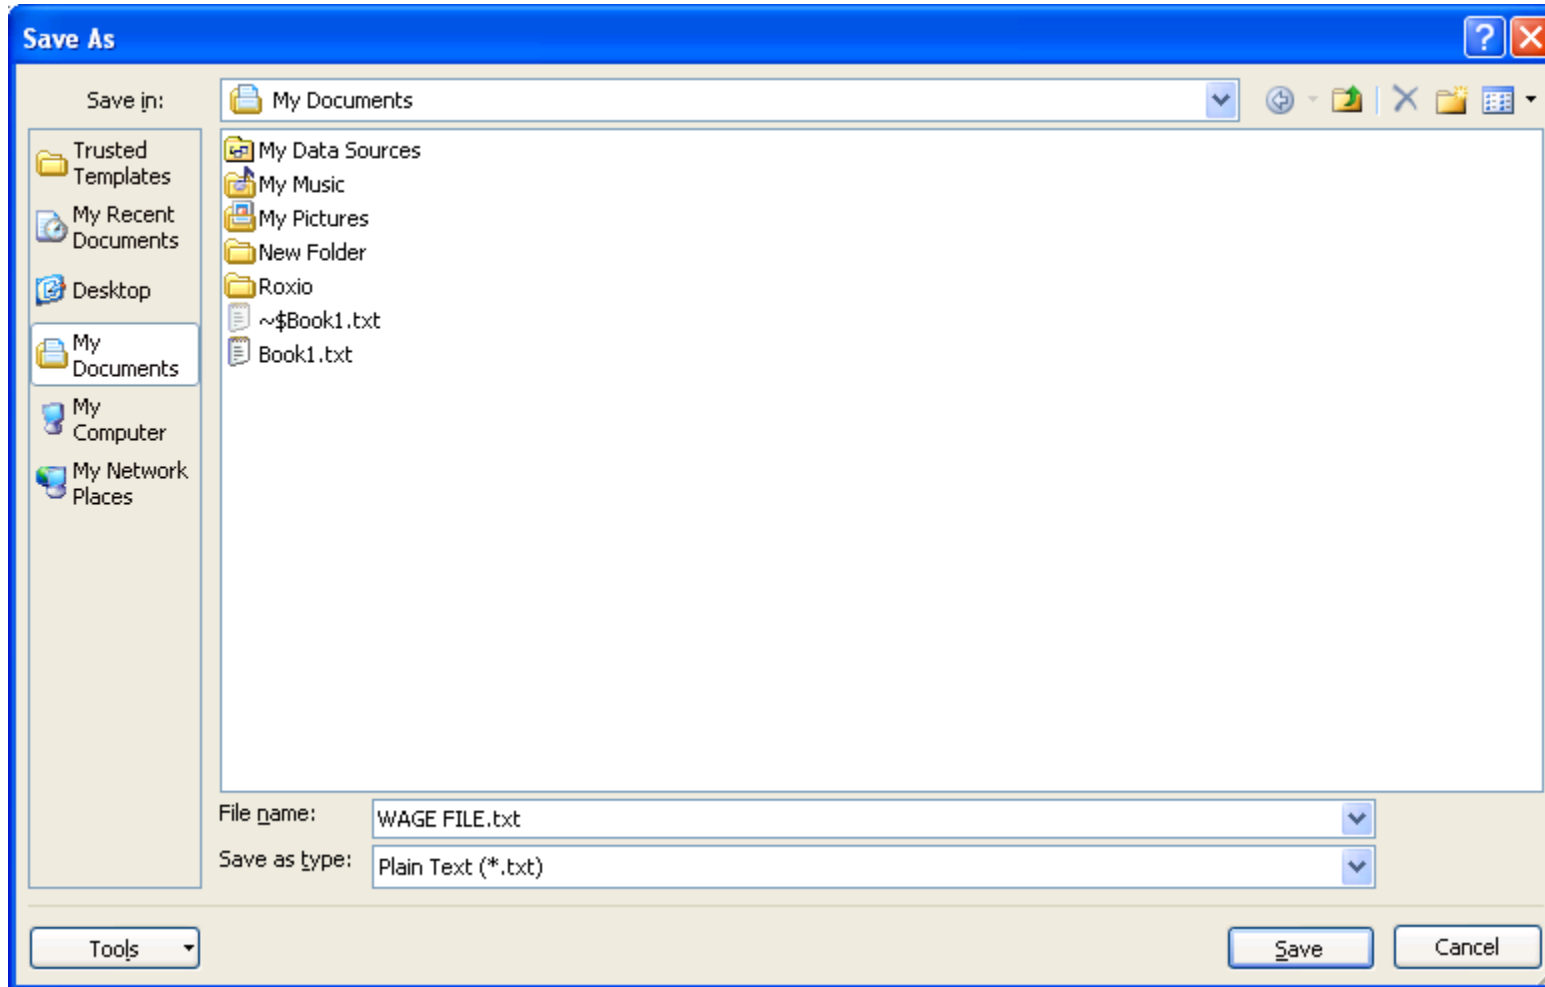 Save As
Save in:
My Documents
Trusted
Templates
My Recent
Documents
Desktop
My
Documents
My
Computer
My Network
Places
My Data Sources
My Music
My Pictures
New Folder
Roxio
~$Book1.txt
Book1.txt
File name:
WAGE FILE.txt
Save as type:
Plain Text (*.txt)
Tools
Save
Cancel